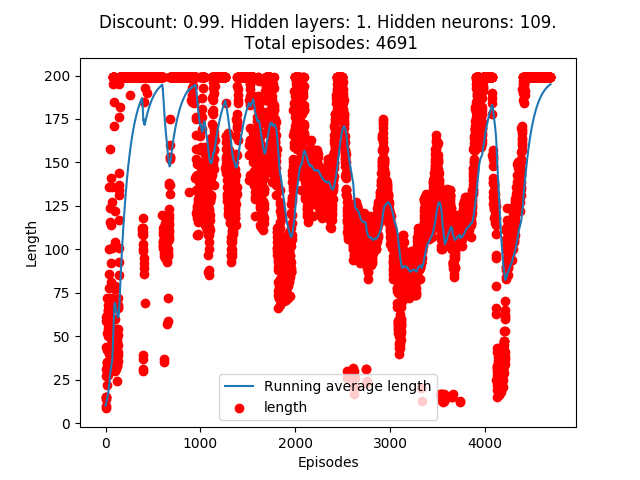 Discount: 0.99. Hidden layers: 1. Hidden neurons: 109.
Total episodes: 4691
200
175
150
125
100
75
50
25
0
Length
Running average length
length
0 1000 2000 3000 4000
Episodes